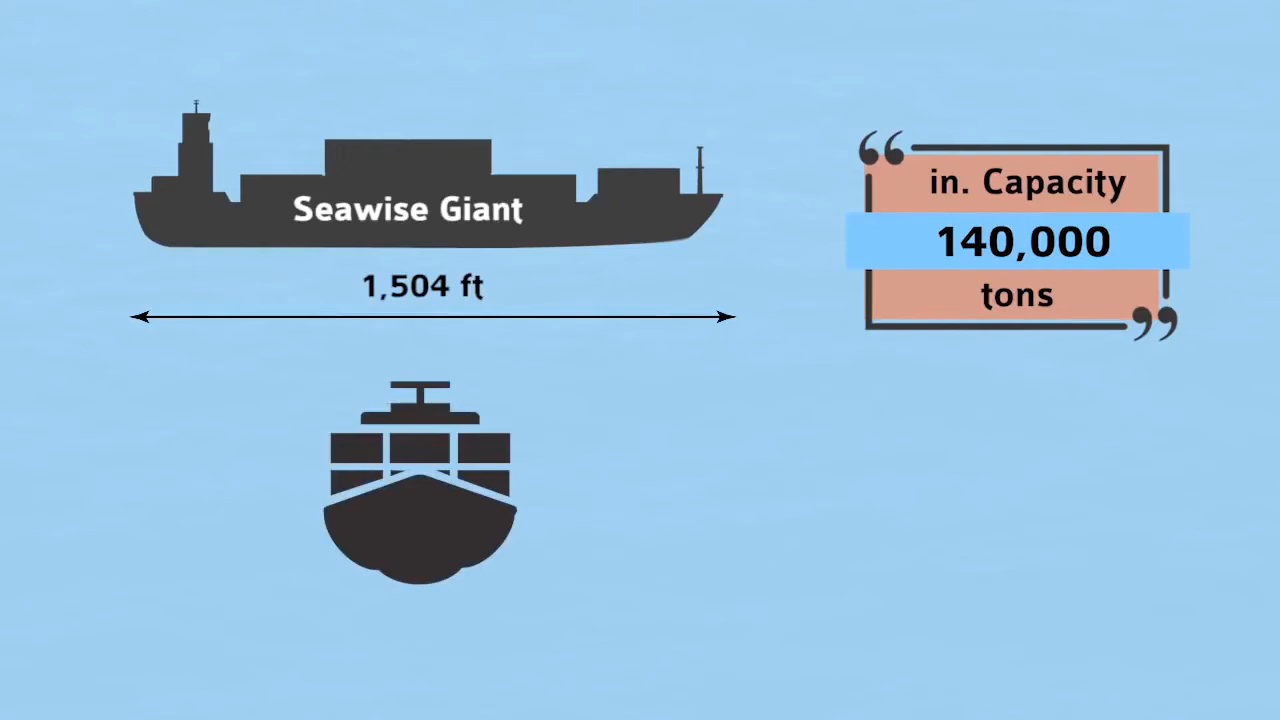 Seawise Giant
1,504 ft
“ in. Capacity
140,000
tons ”